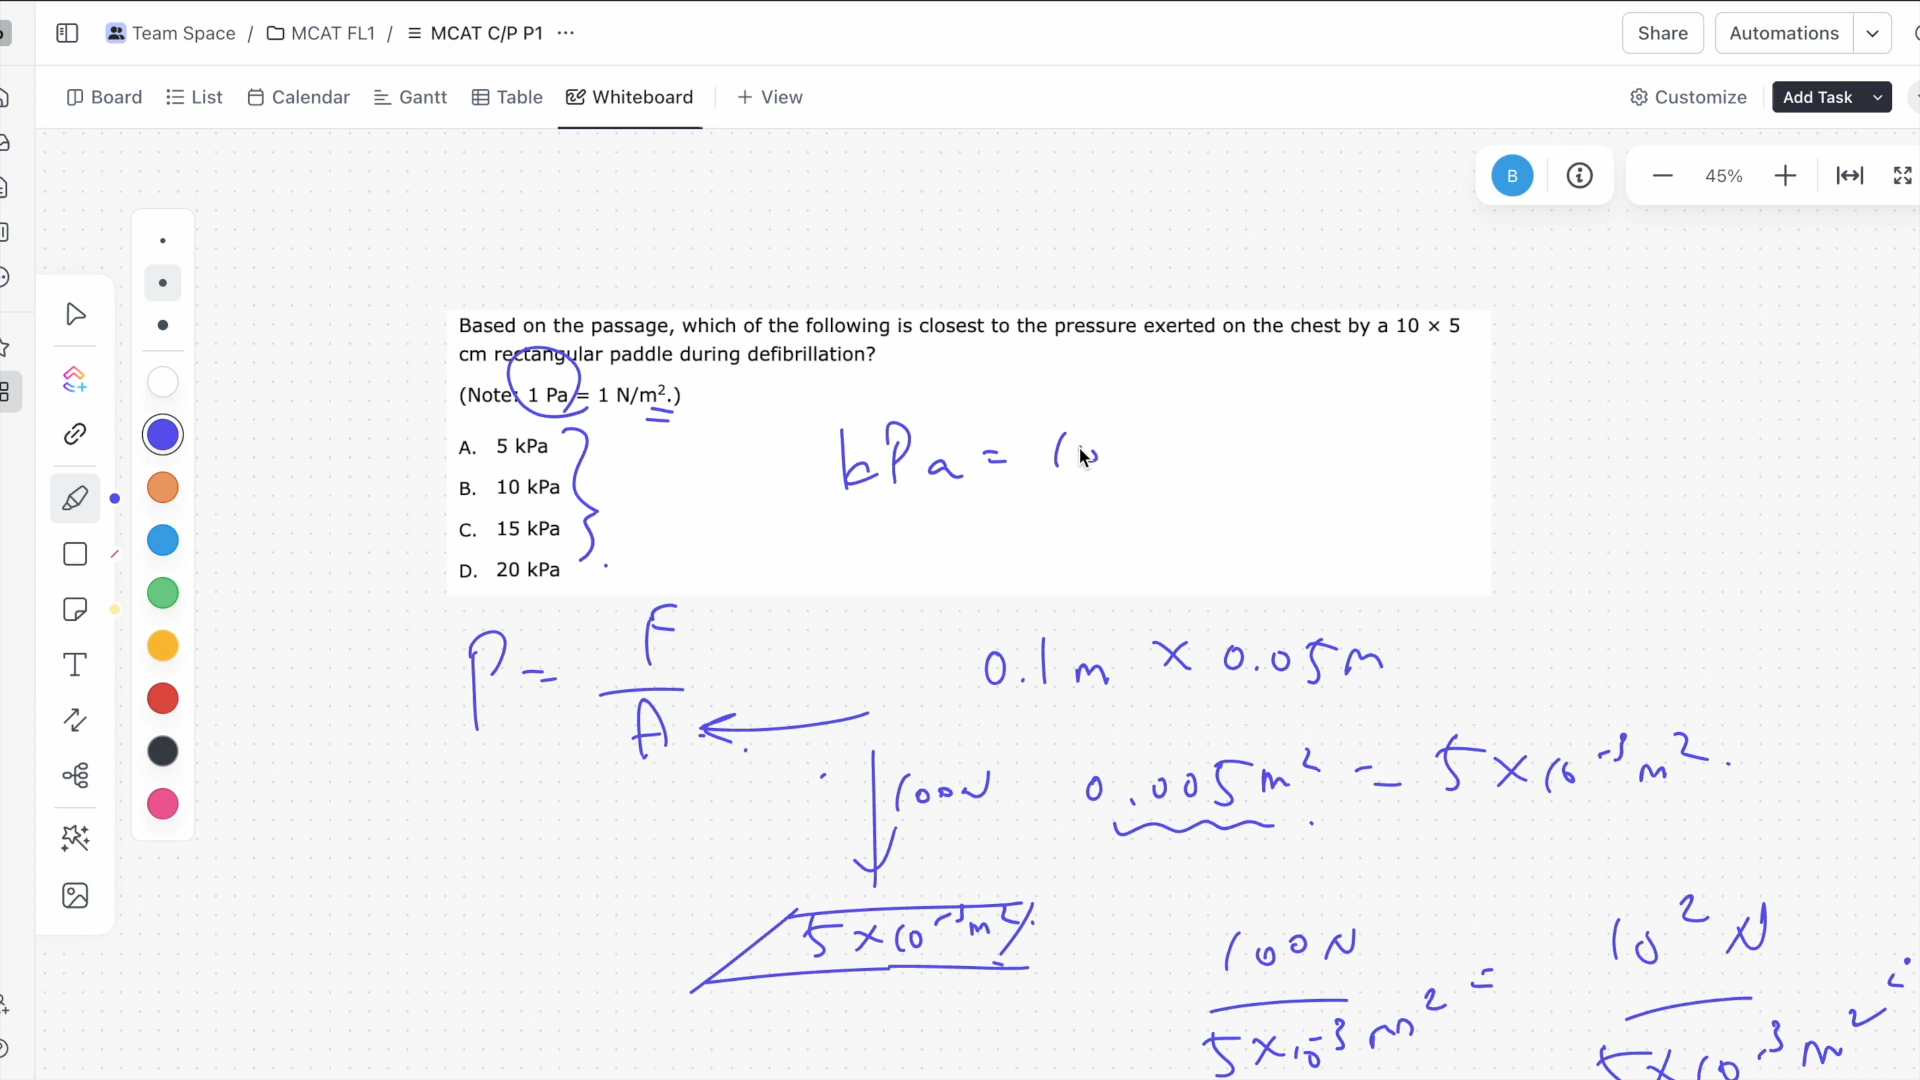 Team Space / MCAT FL1 / MCAT C/P P1 ...
Share
Automations
Board
List
Calendar
Gantt
Table
Whiteboard
+ View
Customize
Add Task
B
45%
Based on the passage, which of the following is closest to the pressure exerted on the chest by a 10 × 5
cm rectangular paddle during defibrillation?
(Note: 1 Pa = 1 N/m².)
A. 5 kPa
B. 10 kPa
C. 15 kPa
D. 20 kPa
kPa = 10
P = F / A
0.1 m × 0.05 m
100N
0.005 m² = 5 × 10⁻³ m².
5 × 10⁻³ m²
100 N / 5 × 10⁻³ m² =
10² N / 5 × 10⁻³ m²
T